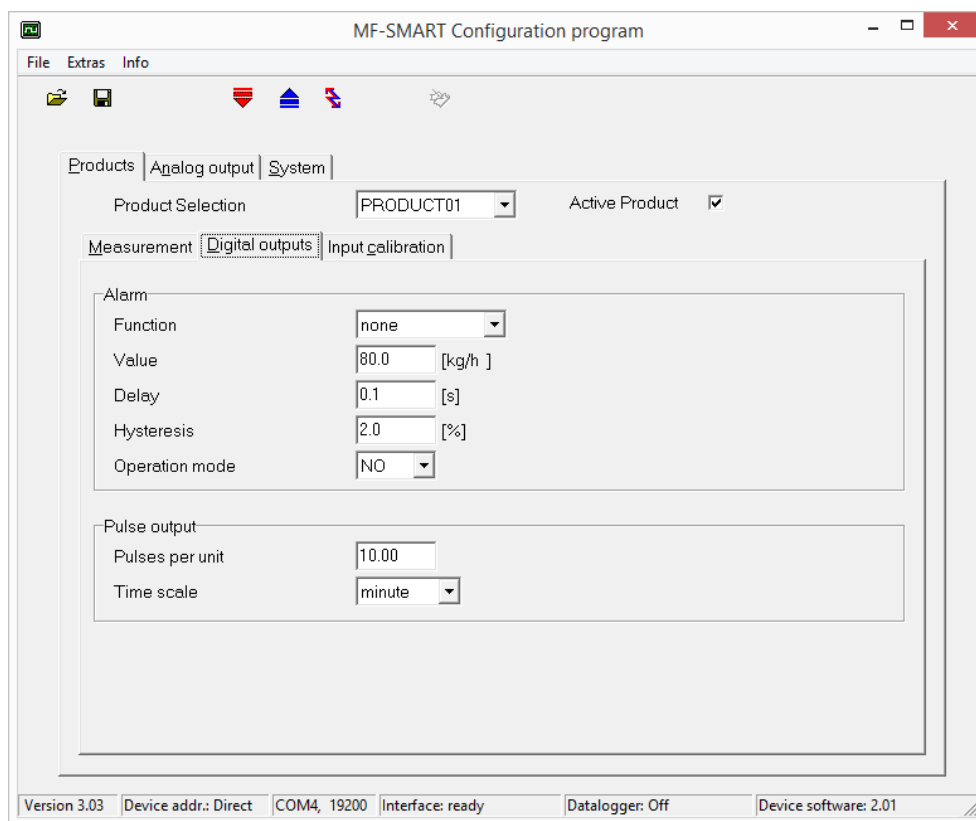 MF-SMART Configuration program
File Extras Info
Products Analog output System
Product Selection PRODUCT01 Active Product
Measurement Digital outputs Input calibration
Alarm
Function none
Value 80.0 [kg/h ]
Delay 0.1 [s]
Hysteresis 2.0 [%]
Operation mode NO
Pulse output
Pulses per unit 10.00
Time scale minute
Version 3.03 Device addr.: Direct COM4, 19200 Interface: ready Datalogger: Off Device software: 2.01